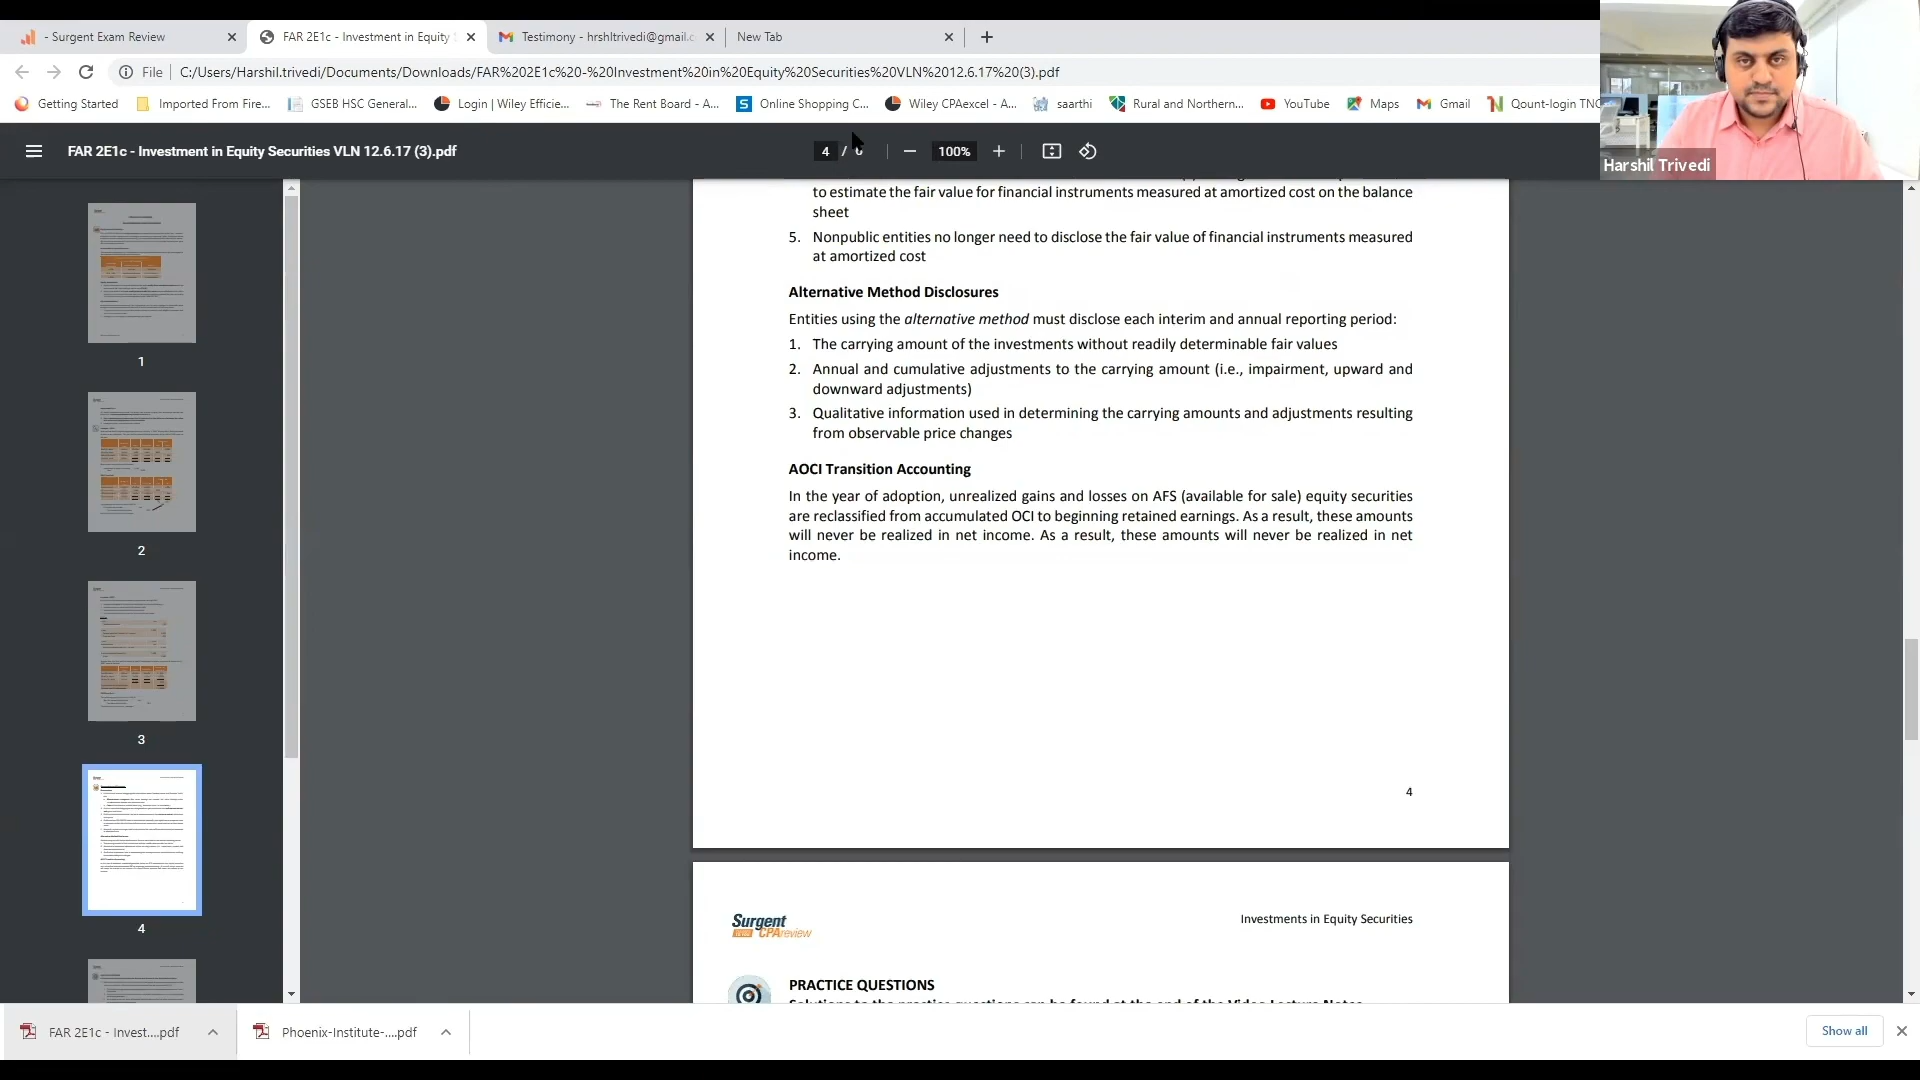 - Surgent Exam Review
FAR 2E1c - Investment in Equity
Testimony - hrshltrivedi@gmail.c
New Tab
File
C:/Users/Harshil.trivedi/Documents/Downloads/FAR%202E1c%20-%20Investment%20in%20Equity%20Securities%20VLN%2012.6.17%20(3).pdf
Getting Started
Imported From Fire...
GSEB HSC General...
Login | Wiley Efficie...
The Rent Board - A...
Online Shopping C...
Wiley CPAexcel - A...
saarthi
Rural and Northern...
YouTube
Maps
Gmail
Qount-login TNC
Harshil Trivedi
FAR 2E1c - Investment in Equity Securities VLN 12.6.17 (3).pdf
4 /
100%
1
2
3
4
to estimate the fair value for financial instruments measured at amortized cost on the balance
sheet
5. Nonpublic entities no longer need to disclose the fair value of financial instruments measured
at amortized cost
Alternative Method Disclosures
Entities using the alternative method must disclose each interim and annual reporting period:
1. The carrying amount of the investments without readily determinable fair values
2. Annual and cumulative adjustments to the carrying amount (i.e., impairment, upward and
downward adjustments)
3. Qualitative information used in determining the carrying amounts and adjustments resulting
from observable price changes
AOCI Transition Accounting
In the year of adoption, unrealized gains and losses on AFS (available for sale) equity securities
are reclassified from accumulated OCI to beginning retained earnings. As a result, these amounts
will never be realized in net income. As a result, these amounts will never be realized in net
income.
4
Surgent
CPAreview
Investments in Equity Securities
PRACTICE QUESTIONS
Solutions to the practice questions can be found at the end of the Video Lecture Notes
FAR 2E1c - Invest....pdf
Phoenix-Institute-....pdf
Show all